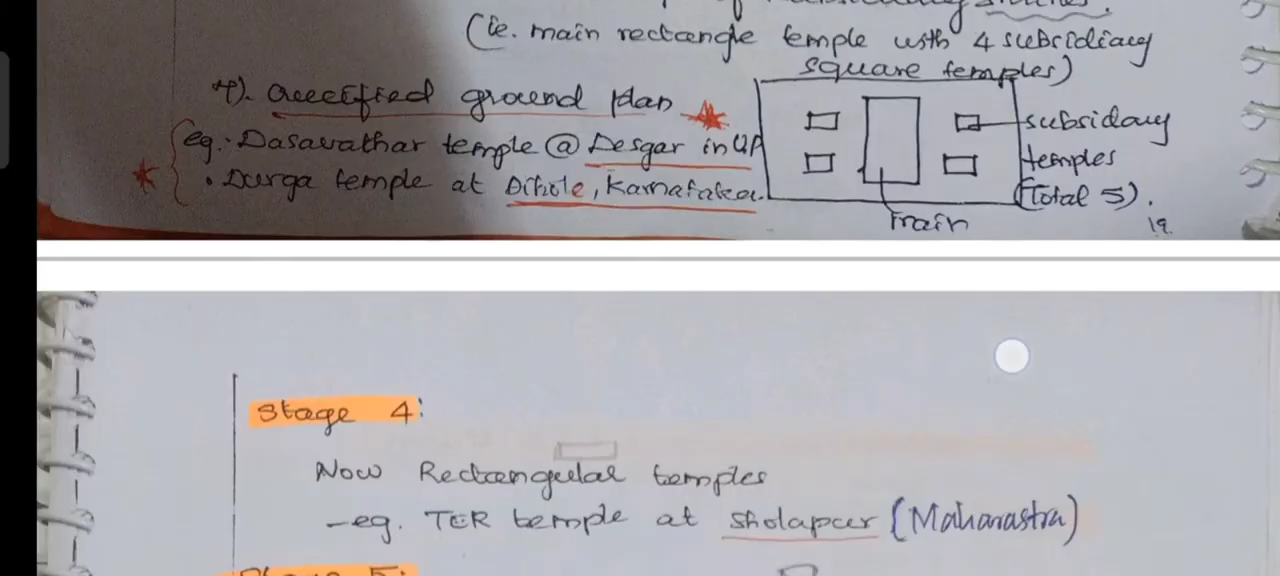 (ie. main rectangle temple with 4 subsidiary
square temples)
4). accetified ground plan
eg:- Dasavathar temple @ Desgar in UP
• Durga temple at Aihole, Karnataka.
subsidary
temples
(Total 5).
main
19
Stage 4:
Now Rectangular temples
- eg. TER temple at sholapur (Maharastra)